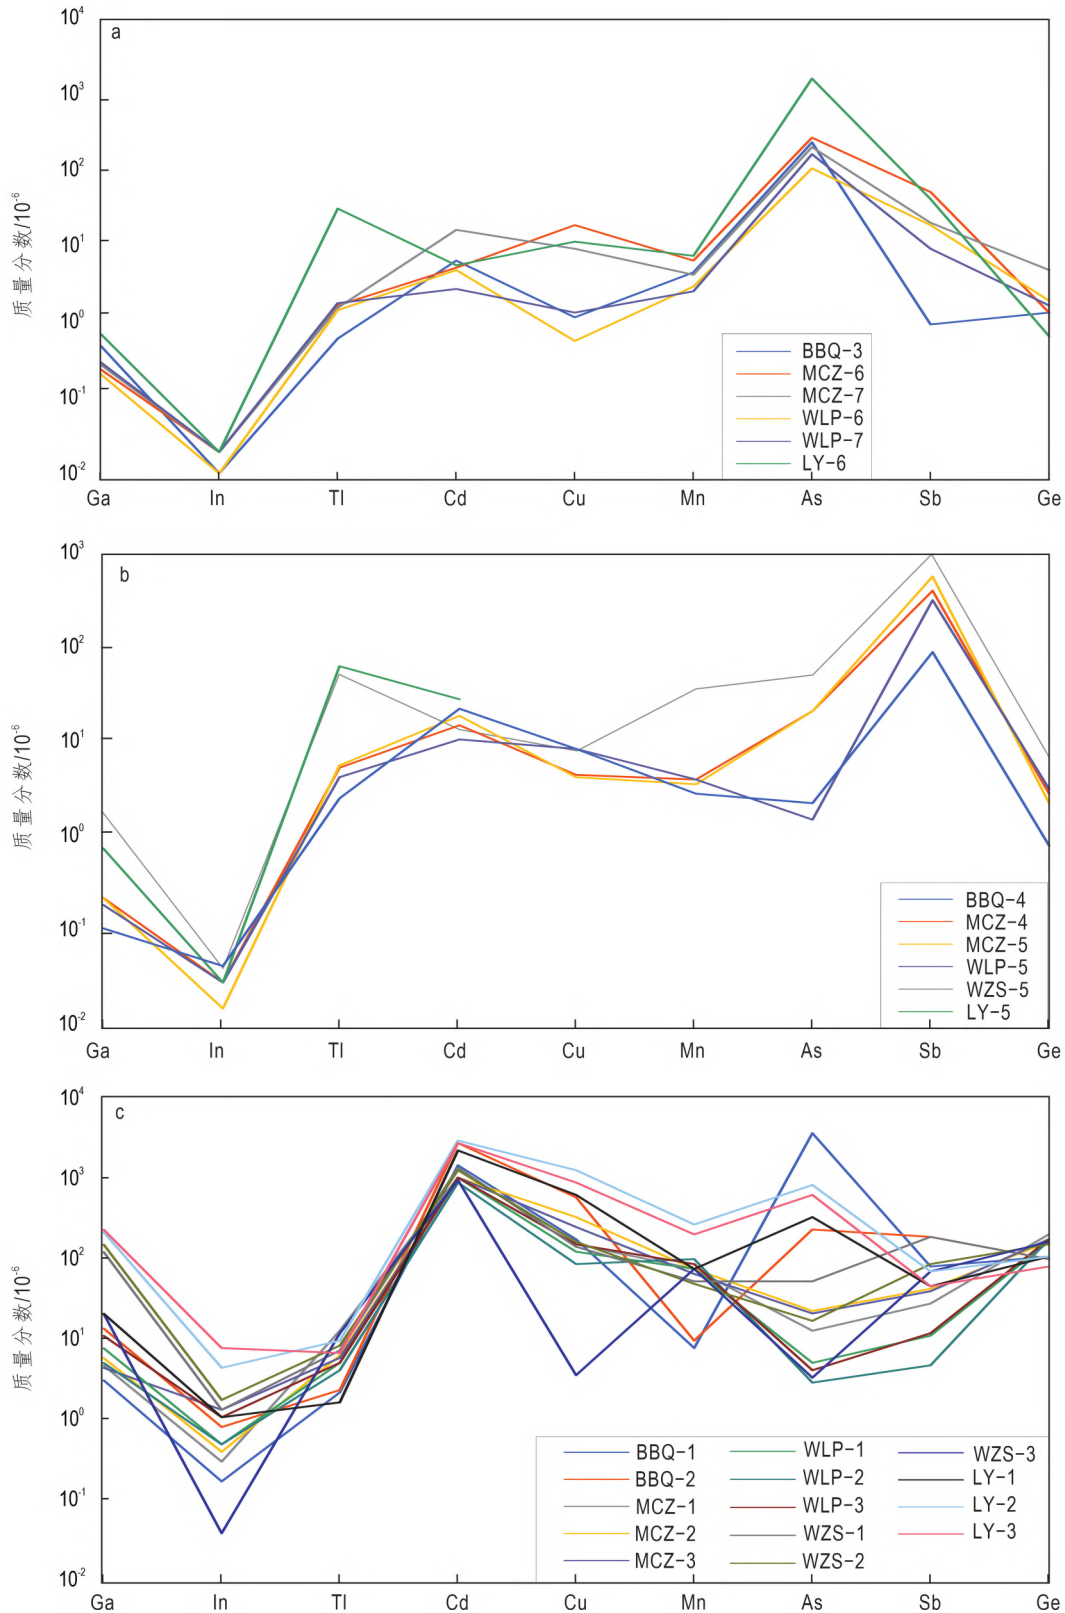 a
10⁴
10³
10²
10¹
10⁰
10⁻¹
10⁻²
质量分数/10⁻⁶
Ga In Tl Cd Cu Mn As Sb Ge
BBQ-3
MCZ-6
MCZ-7
WLP-6
WLP-7
LY-6
b
10³
10²
10¹
10⁰
10⁻¹
10⁻²
质量分数/10⁻⁶
Ga In Tl Cd Cu Mn As Sb Ge
BBQ-4
MCZ-4
MCZ-5
WLP-5
WZS-5
LY-5
c
10⁴
10³
10²
10¹
10⁰
10⁻¹
10⁻²
质量分数/10⁻⁶
Ga In Tl Cd Cu Mn As Sb Ge
BBQ-1
BBQ-2
MCZ-1
MCZ-2
MCZ-3
WLP-1
WLP-2
WLP-3
WZS-1
WZS-2
WZS-3
LY-1
LY-2
LY-3